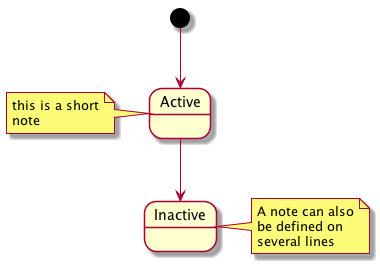 Active
this is a short
note
Inactive
A note can also
be defined on
several lines